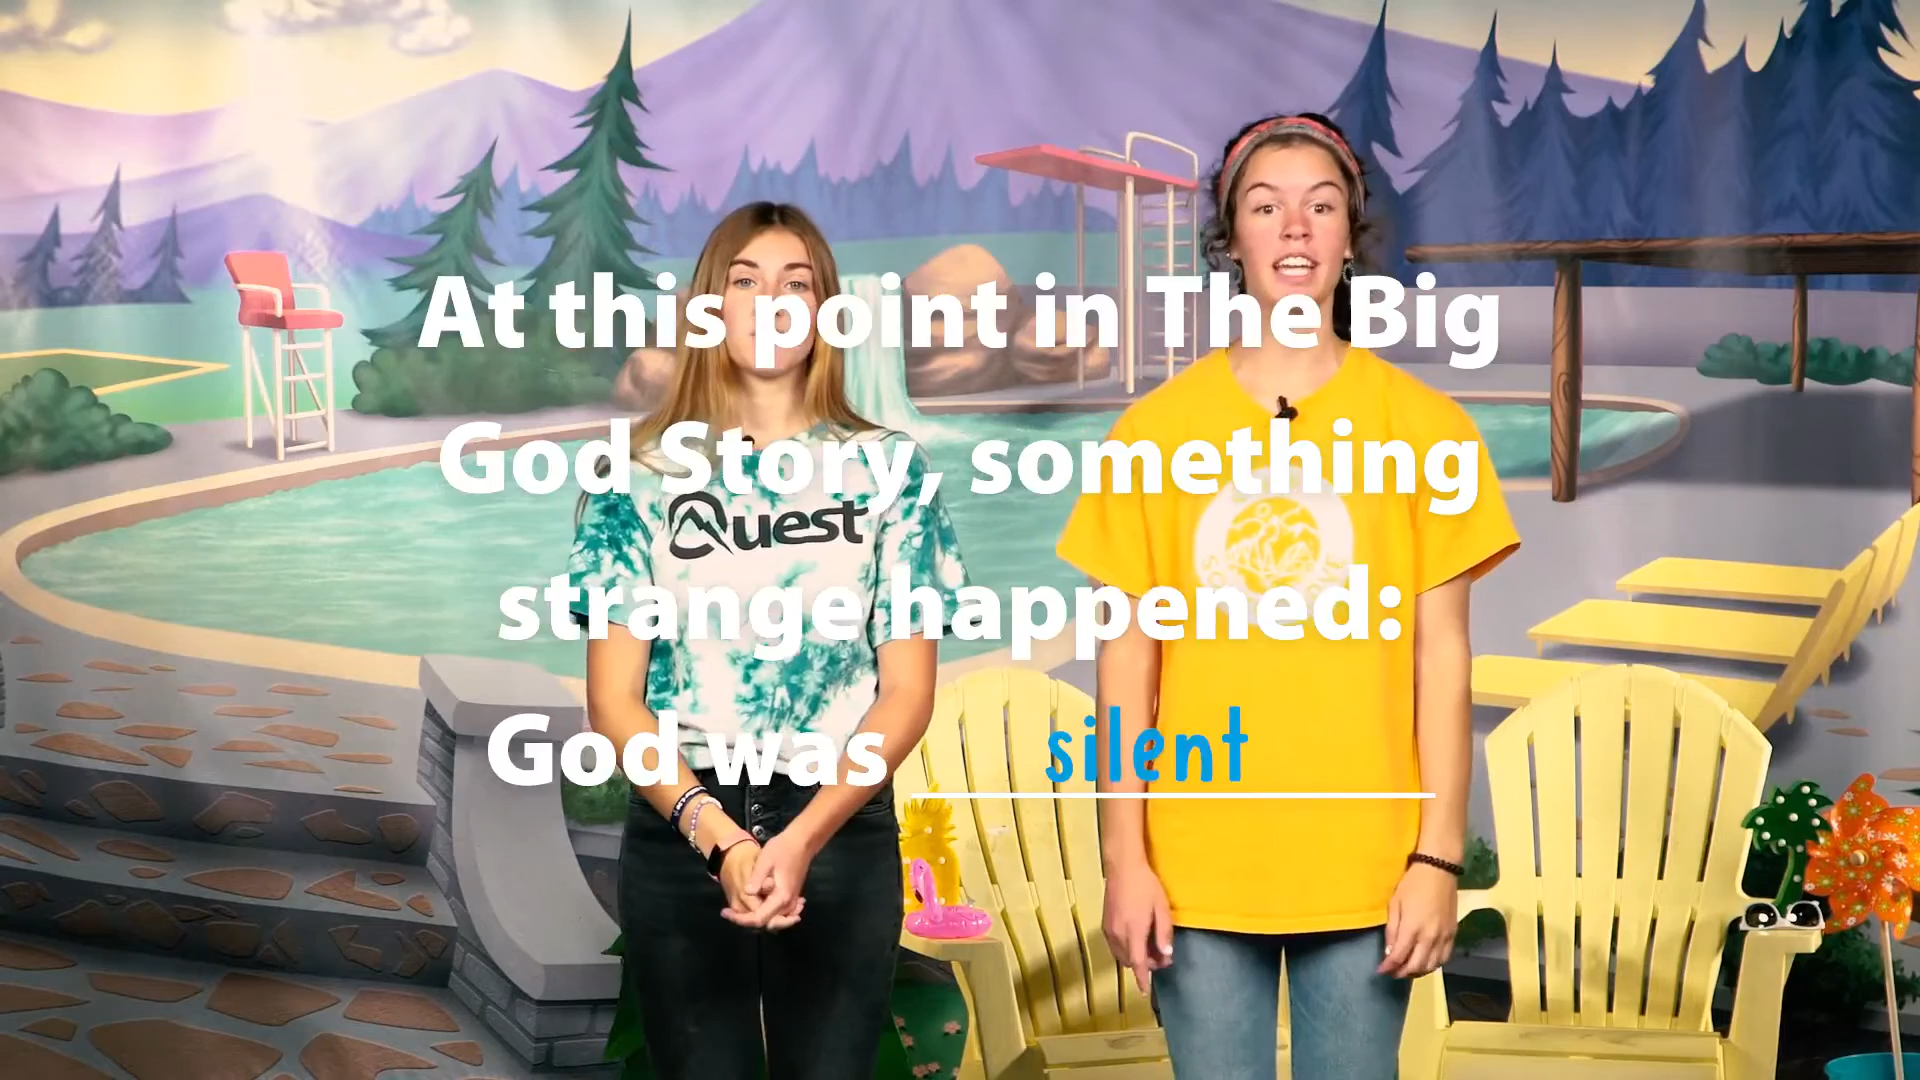 At this point in The Big
God Story, something
strange happened:
God was silent
Quest